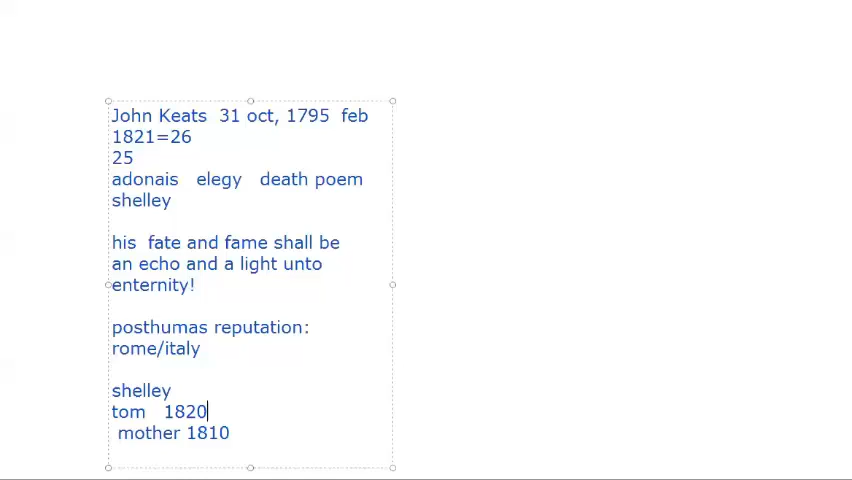 John Keats  31 oct, 1795  feb
1821=26
25
adonais   elegy   death poem
shelley
his  fate and fame shall be
an echo and a light unto
enternity!
posthumas reputation:
rome/italy
shelley
tom   1820
mother 1810